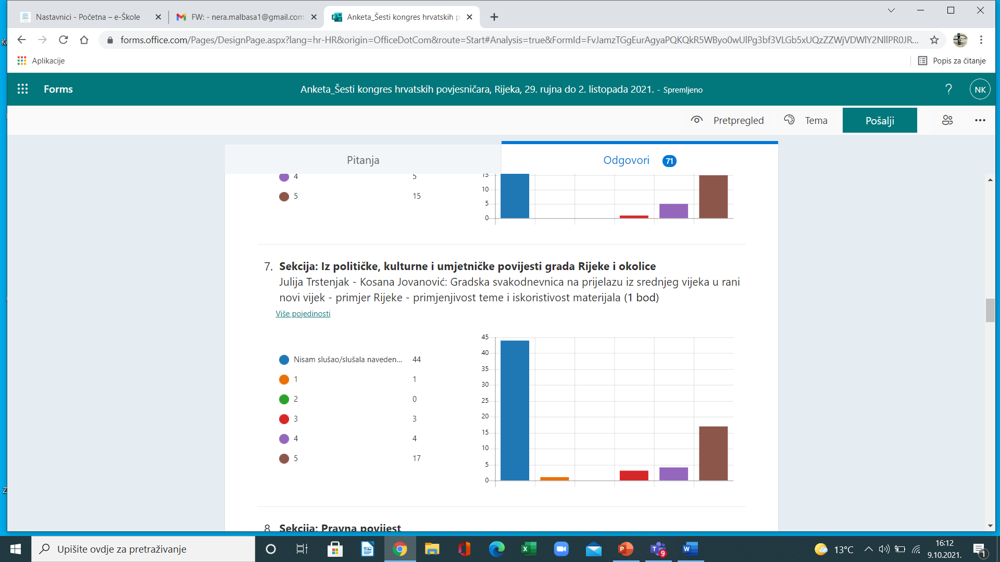 Nastavnici - Početna – e-Škole
FW: - nera.malbasa1@gmail.com
Anketa_Šesti kongres hrvatskih p
forms.office.com/Pages/DesignPage.aspx?lang=hr-HR&origin=OfficeDotCom&route=Start#Analysis=true&FormId=FvJamzTGgEurAgyaPQKQkR5WByo0wUlPg3bf3VLGb5xUQzZZWjVDWlY2NllPR0JR...
Aplikacije
Popis za čitanje
Forms
Anketa_Šesti kongres hrvatskih povjesničara, Rijeka, 29. rujna do 2. listopada 2021. - Spremljeno
?
NK
Pretpregled
Tema
Pošalji
Pitanja
Odgovori 71
4 5
5 15
15
10
5
0
7. Sekcija: Iz političke, kulturne i umjetničke povijesti grada Rijeke i okolice
Julija Trstenjak - Kosana Jovanović: Gradska svakodnevnica na prijelazu iz srednjeg vijeka u rani
novi vijek - primjer Rijeke - primjenjivost teme i iskoristivost materijala (1 bod)
Više pojedinosti
Nisam slušao/slušala naveden... 44
1 1
2 0
3 3
4 4
5 17
45
40
35
30
25
20
15
10
5
0
8. Sekcija: Pravna povijest
Upišite ovdje za pretraživanje
9
13°C
16:12
9.10.2021.
1